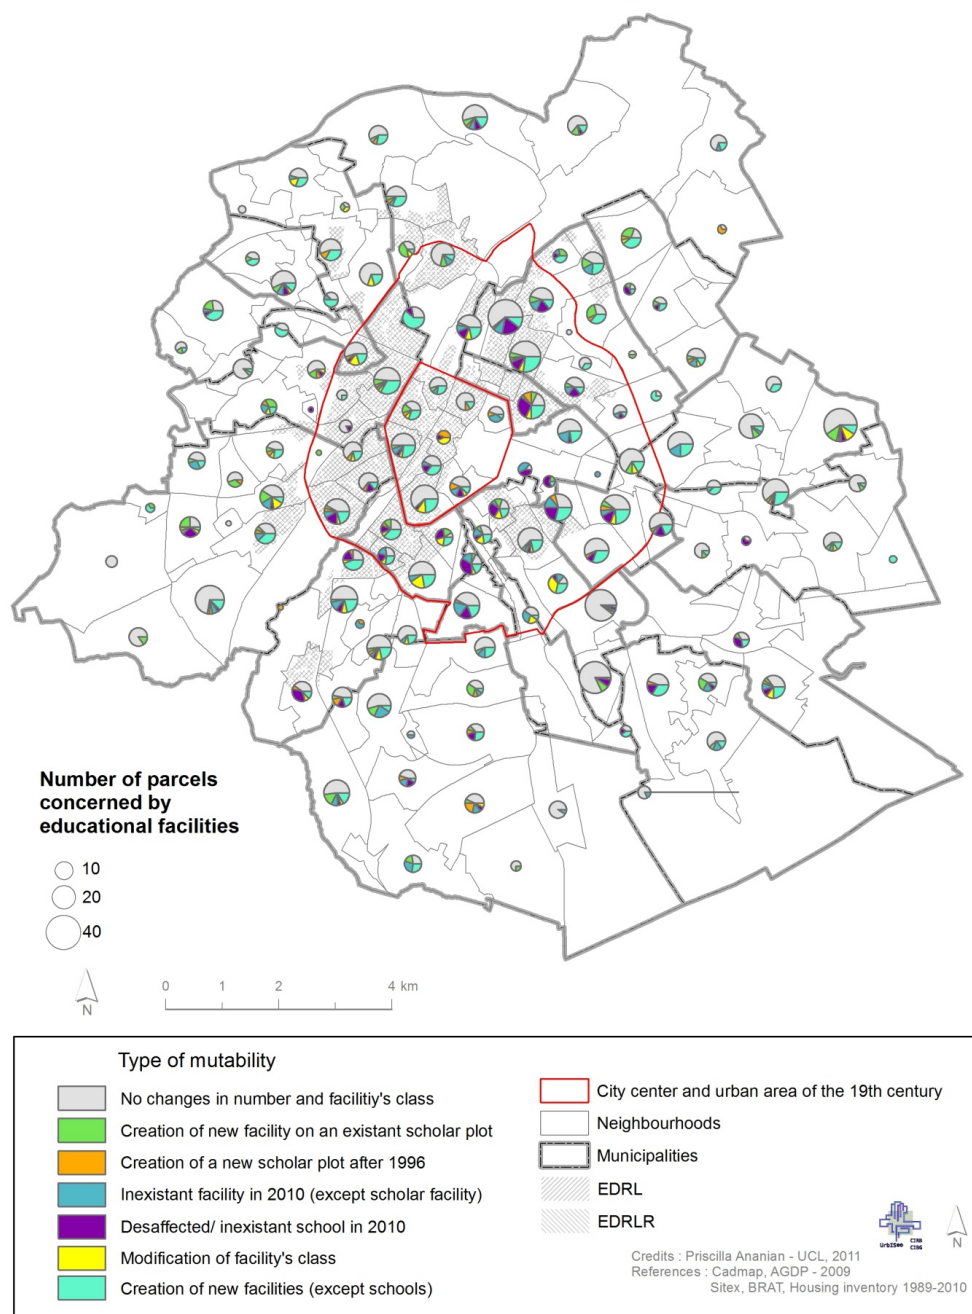 Number of parcels
concerned by
educational facilities
10
20
40
N
0 1 2 4 km
Type of mutability
No changes in number and facilitiy's class
Creation of new facility on an existant scholar plot
Creation of a new scholar plot after 1996
Inexistant facility in 2010 (except scholar facility)
Desaffected/ inexistant school in 2010
Modification of facility's class
Creation of new facilities (except schools)
City center and urban area of the 19th century
Neighbourhoods
Municipalities
EDRL
EDRLR
UrbIS
CIRB
CIBG
N
Credits : Priscilla Ananian - UCL, 2011
References : Cadmap, AGDP - 2009
Sitex, BRAT, Housing inventory 1989-2010